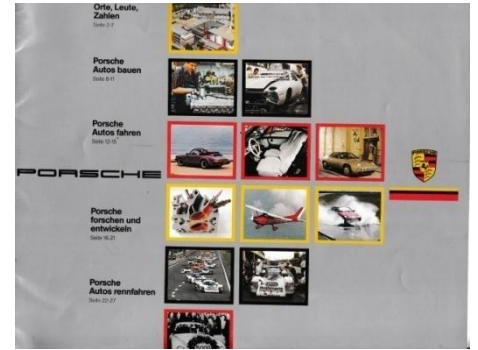 Orte, Leute,
Zahlen
Seite 2-7
Porsche
Autos bauen
Seite 8-11
Porsche
Autos fahren
Seite 12-15
PORSCHE
Porsche
forschen und
entwickeln
Seite 16-21
Porsche
Autos rennfahren
Seite 22-27